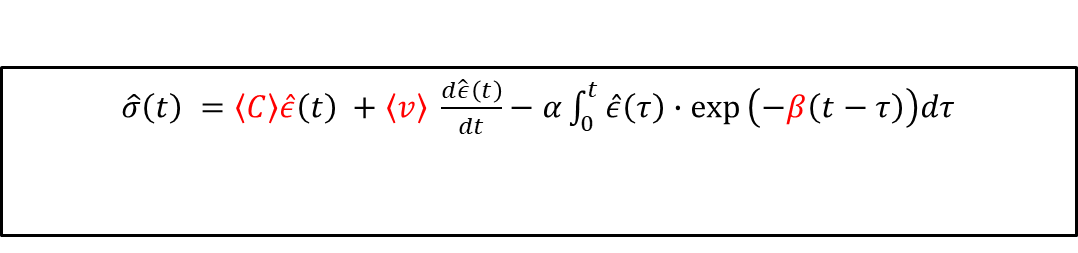 σ̂(t) = ⟨C⟩ε̂(t) + ⟨v⟩ dε̂(t)/dt − α ∫₀ᵗ ε̂(τ) · exp(−β(t − τ))dτ